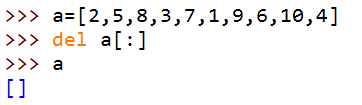 >>> a=[2,5,8,3,7,1,9,6,10,4]
>>> del a[:]
>>> a
[]